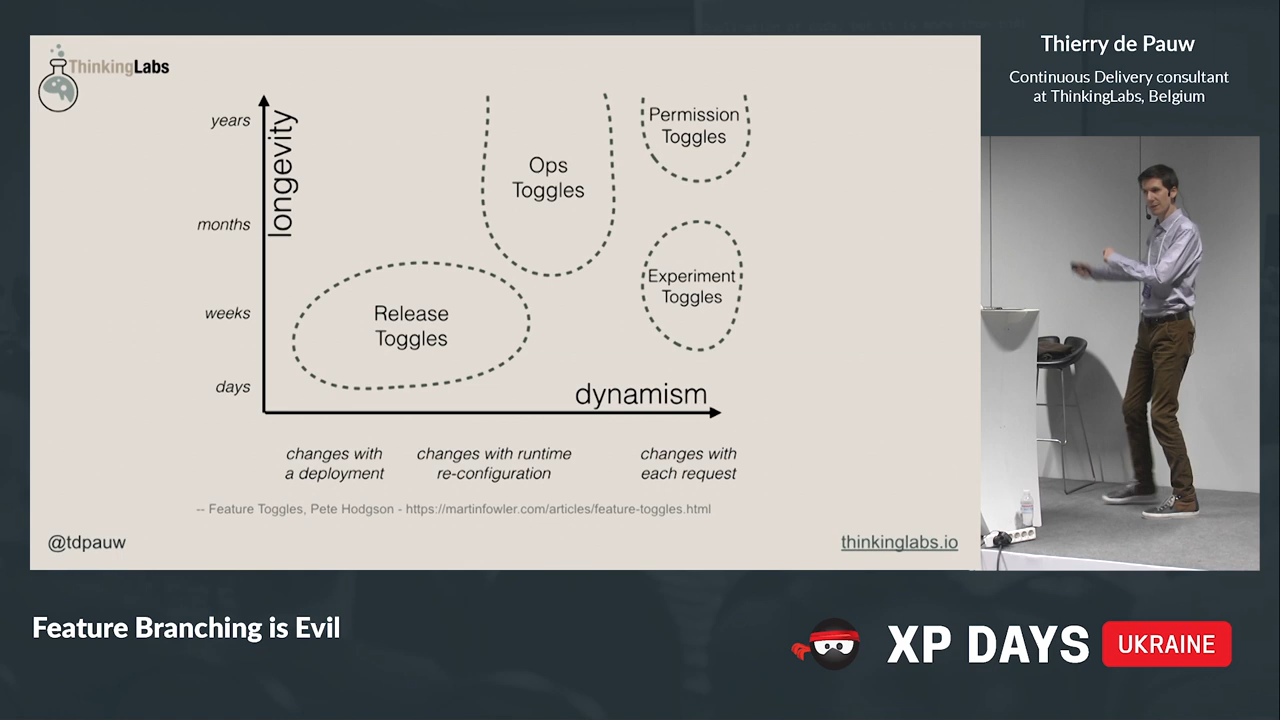 Thierry de Pauw
Continuous Delivery consultant
at ThinkingLabs, Belgium
ThinkingLabs
years
months
weeks
days
longevity
Ops
Toggles
Permission
Toggles
Experiment
Toggles
Release
Toggles
dynamism
changes with
a deployment
changes with runtime
re-configuration
changes with
each request
-- Feature Toggles, Pete Hodgson - https://martinfowler.com/articles/feature-toggles.html
@tdpauw
thinkinglabs.io
Feature Branching is Evil
XP DAYS
UKRAINE